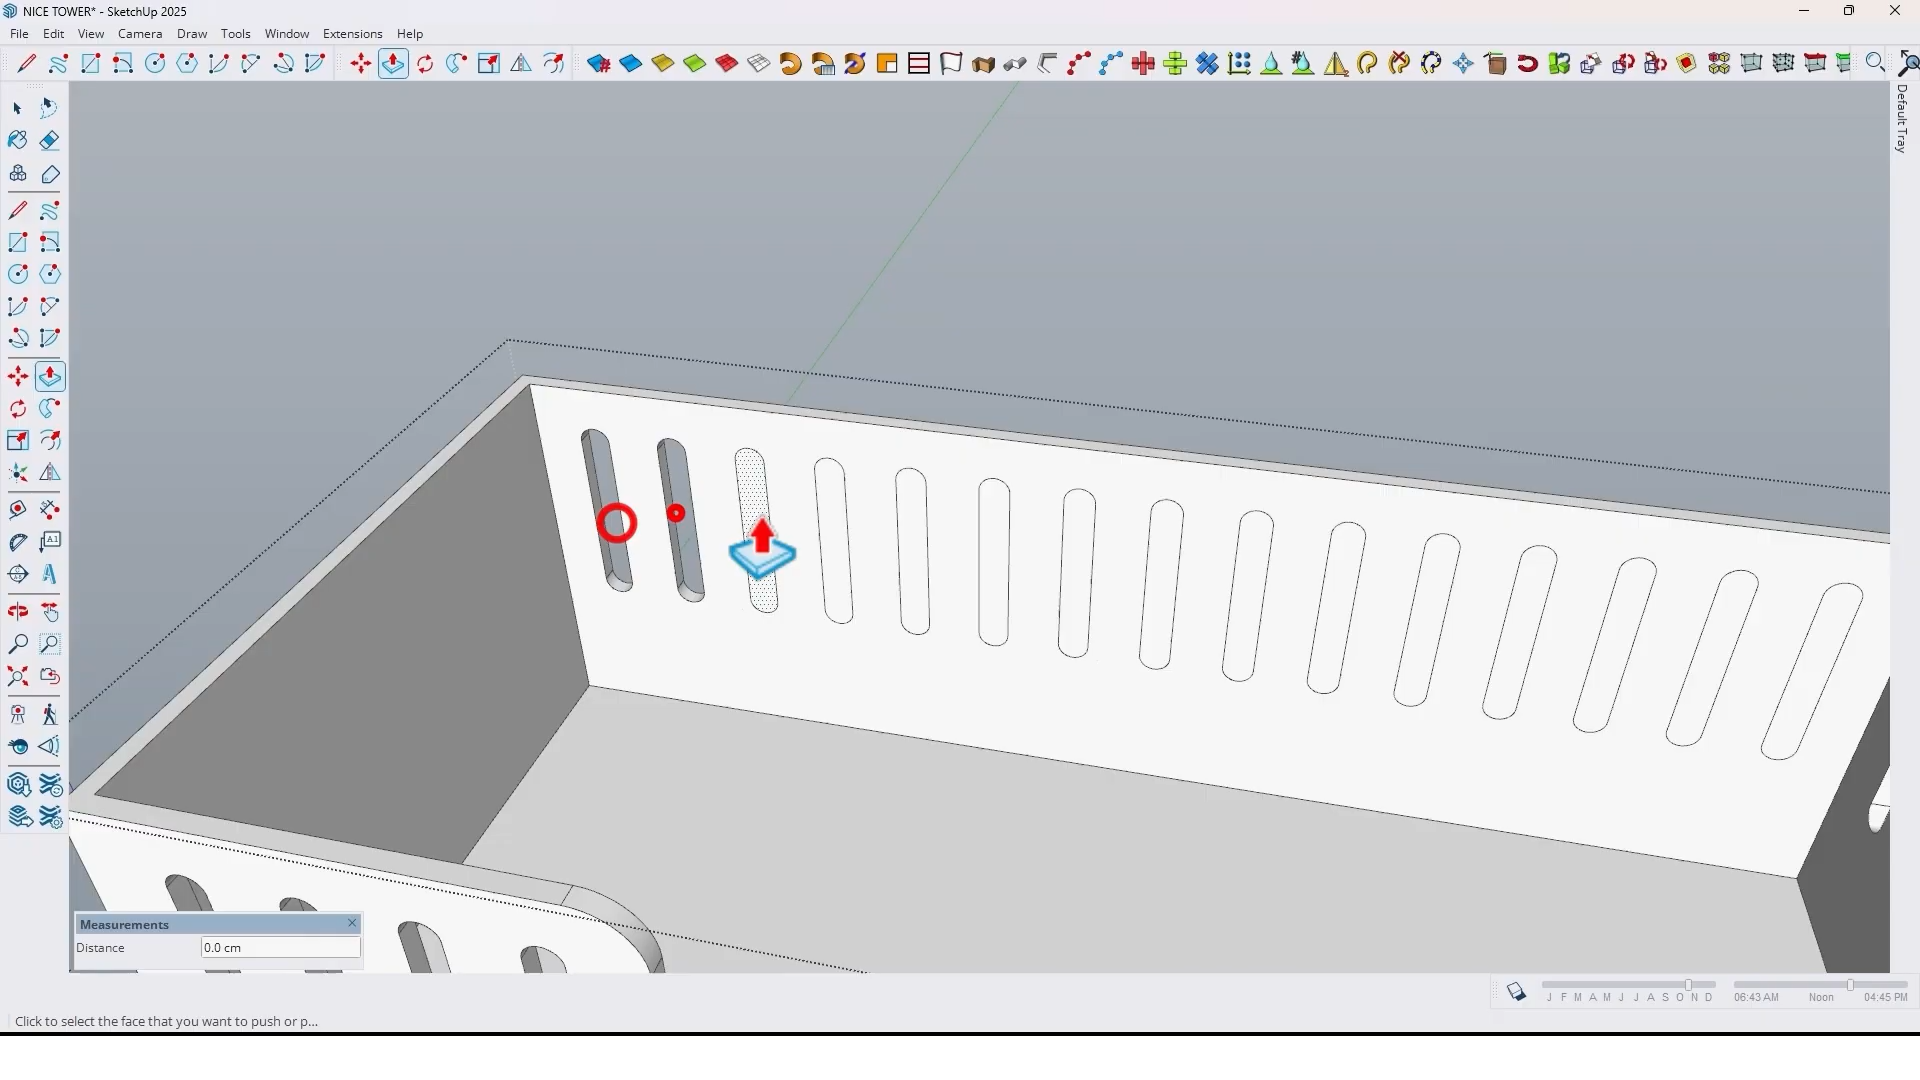 NICE TOWER* - SketchUp 2025
File Edit View Camera Draw Tools Window Extensions Help
Default Tray
A1
A
Measurements
Distance 0.0 cm
J F M A M J J A S O N D 06:43 AM Noon 04:45 PM
Click to select the face that you want to push or p...